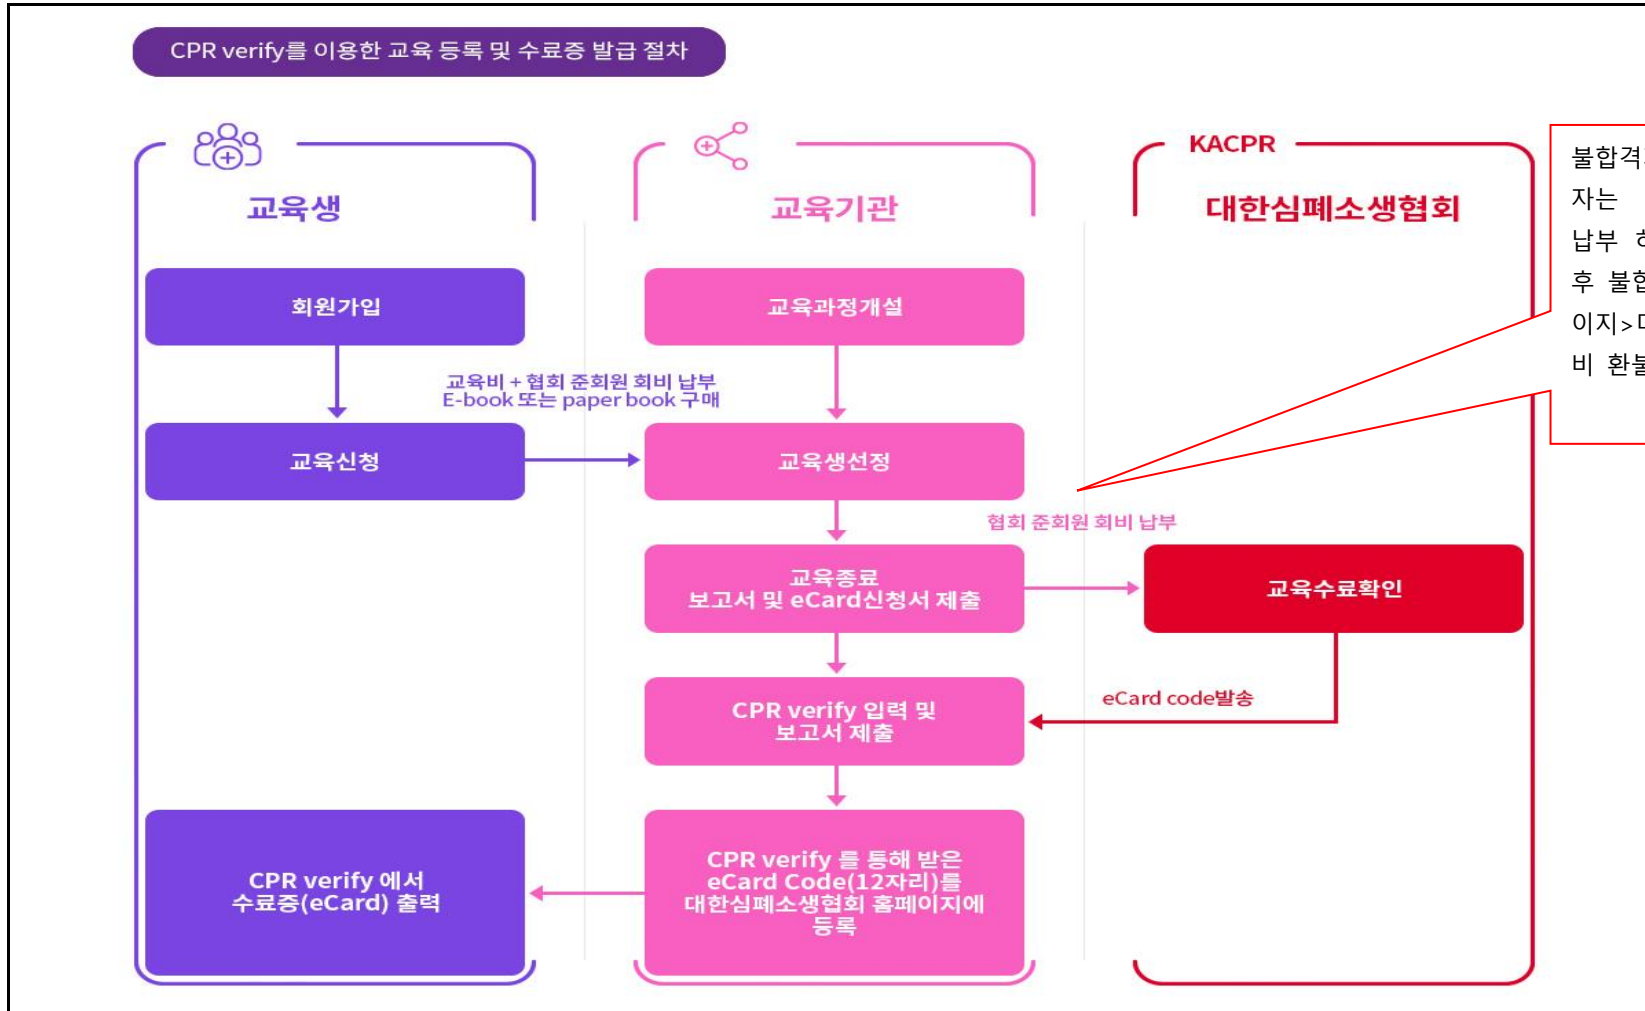 CPR verify를 이용한 교육 등록 및 수료증 발급 절차
교육생
교육기관
KACPR
대한심폐소생협회
회원가입
교육과정개설
교육비 + 협회 준회원 회비 납부
E-book 또는 paper book 구매
교육신청
교육생선정
협회 준회원 회비 납부
교육종료
보고서 및 eCard신청서 제출
교육수료확인
eCard code발송
CPR verify 입력 및
보고서 제출
CPR verify 를 통해 받은
eCard Code(12자리)를
대한심폐소생협회 홈페이지에
등록
CPR verify 에서
수료증(eCard) 출력
불합격
자는
납부
후
이지>
비 환불